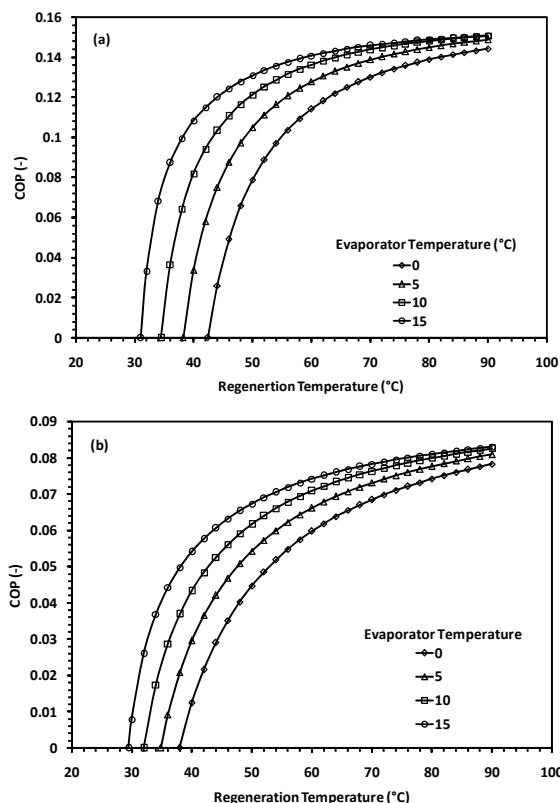 (a)
COP (-)
0.16
0.14
0.12
0.1
0.08
0.06
0.04
0.02
0
Evaporator Temperature (°C)
0
5
10
15
20 30 40 50 60 70 80 90 100
Regenertion Temperature (°C)
(b)
COP (-)
0.09
0.08
0.07
0.06
0.05
0.04
0.03
0.02
0.01
0
Evaporator Temperature
0
5
10
15
20 30 40 50 60 70 80 90 100
Regeneration Temperature (°C)